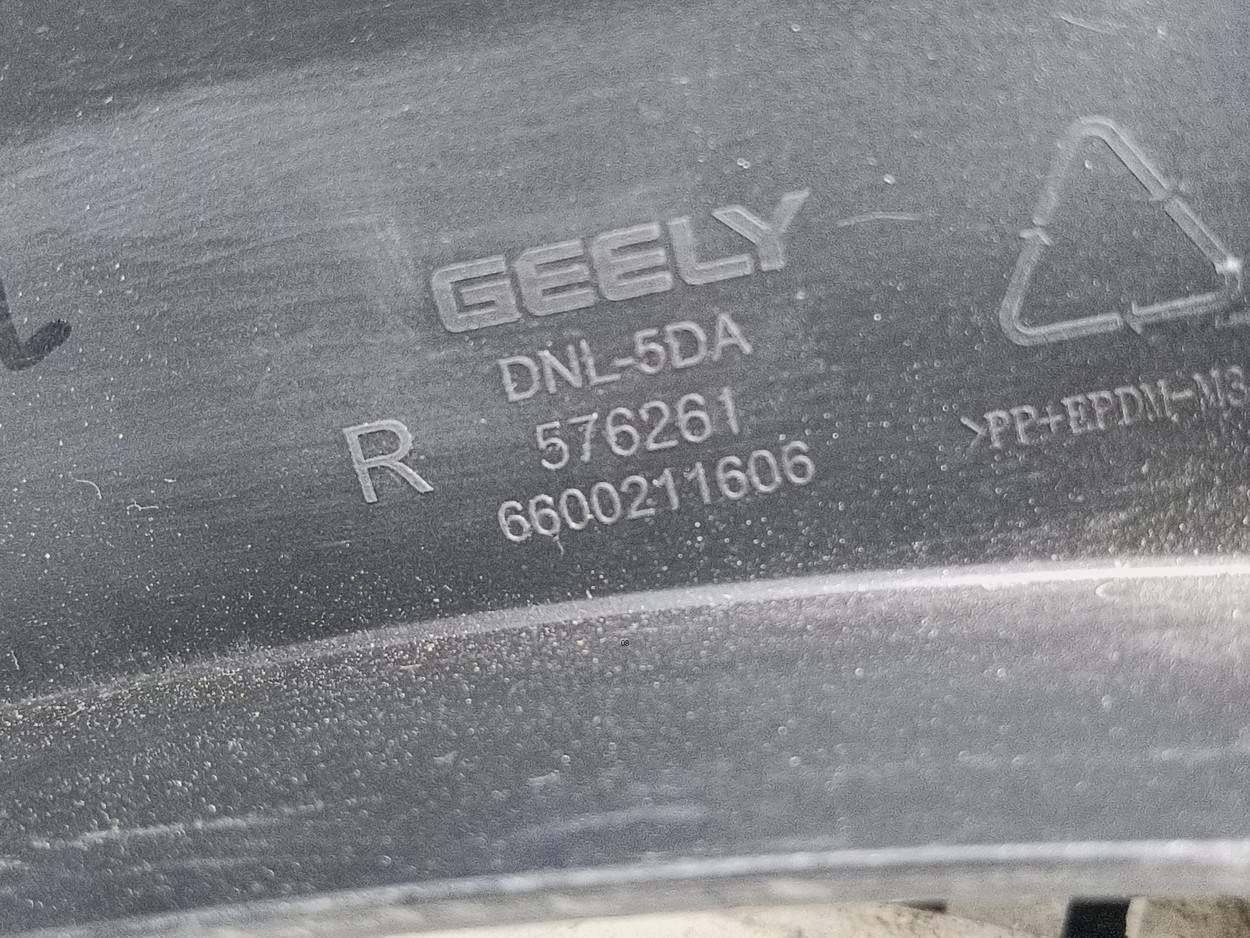 GEELY
DNL-5DA
R
576261
6600211606
>PP+EPDM-M3